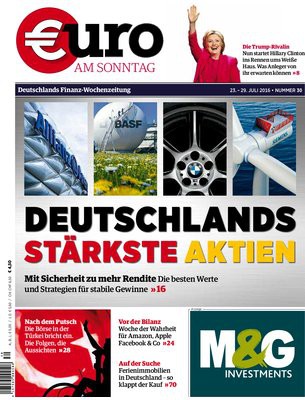 €uro
AM SONNTAG
Die Trump-Rivalin
Nun startet Hillary Clinton
ins Rennen ums Weiße
Haus. Was Anleger von
ihr erwarten können »8
Deutschlands Finanz-Wochenzeitung
23. – 29. JULI 2016 • NUMMER 30
Allianz
BASF
BMW
DEUTSCHLANDS
STÄRKSTE AKTIEN
Mit Sicherheit zu mehr Rendite Die besten Werte
und Strategien für stabile Gewinne »16
€ 4,50
Nach dem Putsch
Die Börse in der
Türkei bricht ein.
Die Folgen, die
Aussichten »28
Vor der Bilanz
Woche der Wahrheit
für Amazon, Apple
Facebook & Co »24
Auf der Suche
Ferienimmobilien
in Deutschland – so
klappt der Kauf »70
M&G
INVESTMENTS